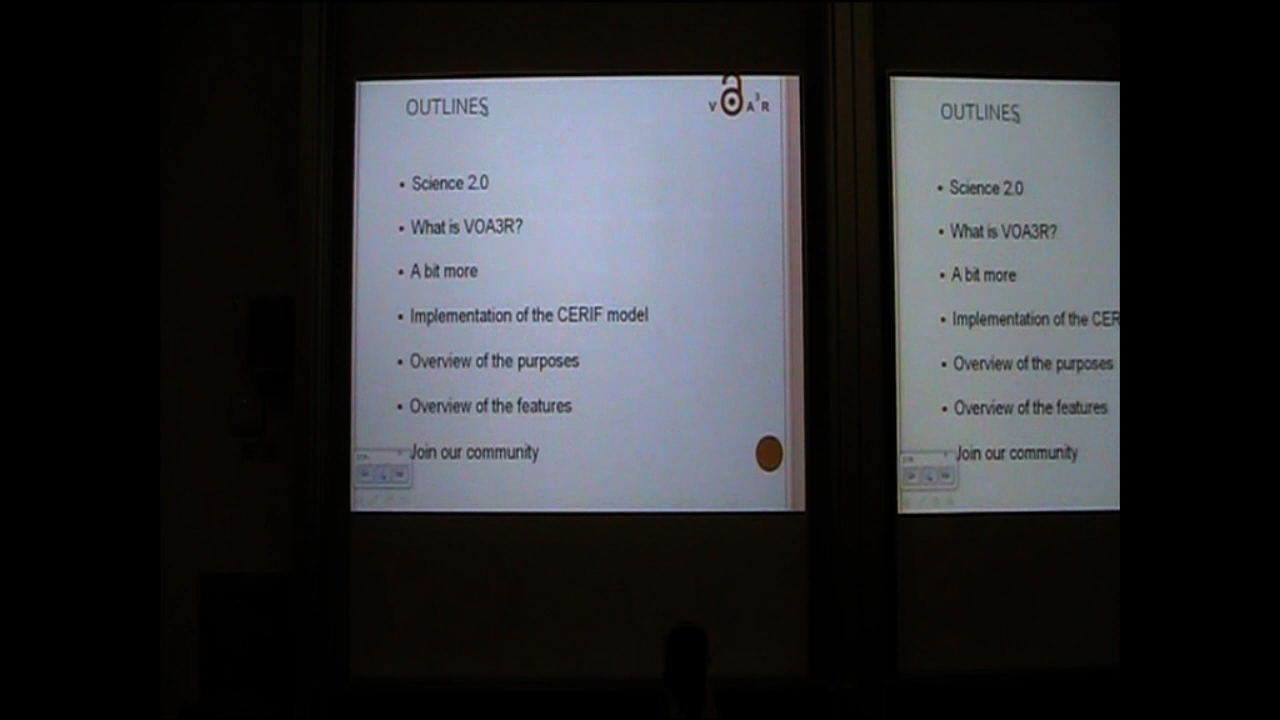 OUTLINES
VOA3R
Science 2.0
What is VOA3R?
A bit more
Implementation of the CERIF model
Overview of the purposes
Overview of the features
Join our community
OUTLINES
Science 2.0
What is VOA3R?
A bit more
Implementation of the CER
Overview of the purposes
Overview of the features
Join our community